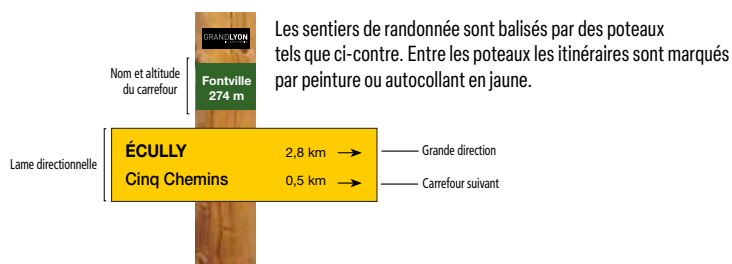 GRANDLYON
Les sentiers de randonnée sont balisés par des poteaux
tels que ci-contre. Entre les poteaux les itinéraires sont marqués
par peinture ou autocollant en jaune.
Nom et altitude
du carrefour
Fontville
274 m
Lame directionnelle
ÉCULLY 2,8 km →
Cinq Chemins 0,5 km →
Grande direction
Carrefour suivant